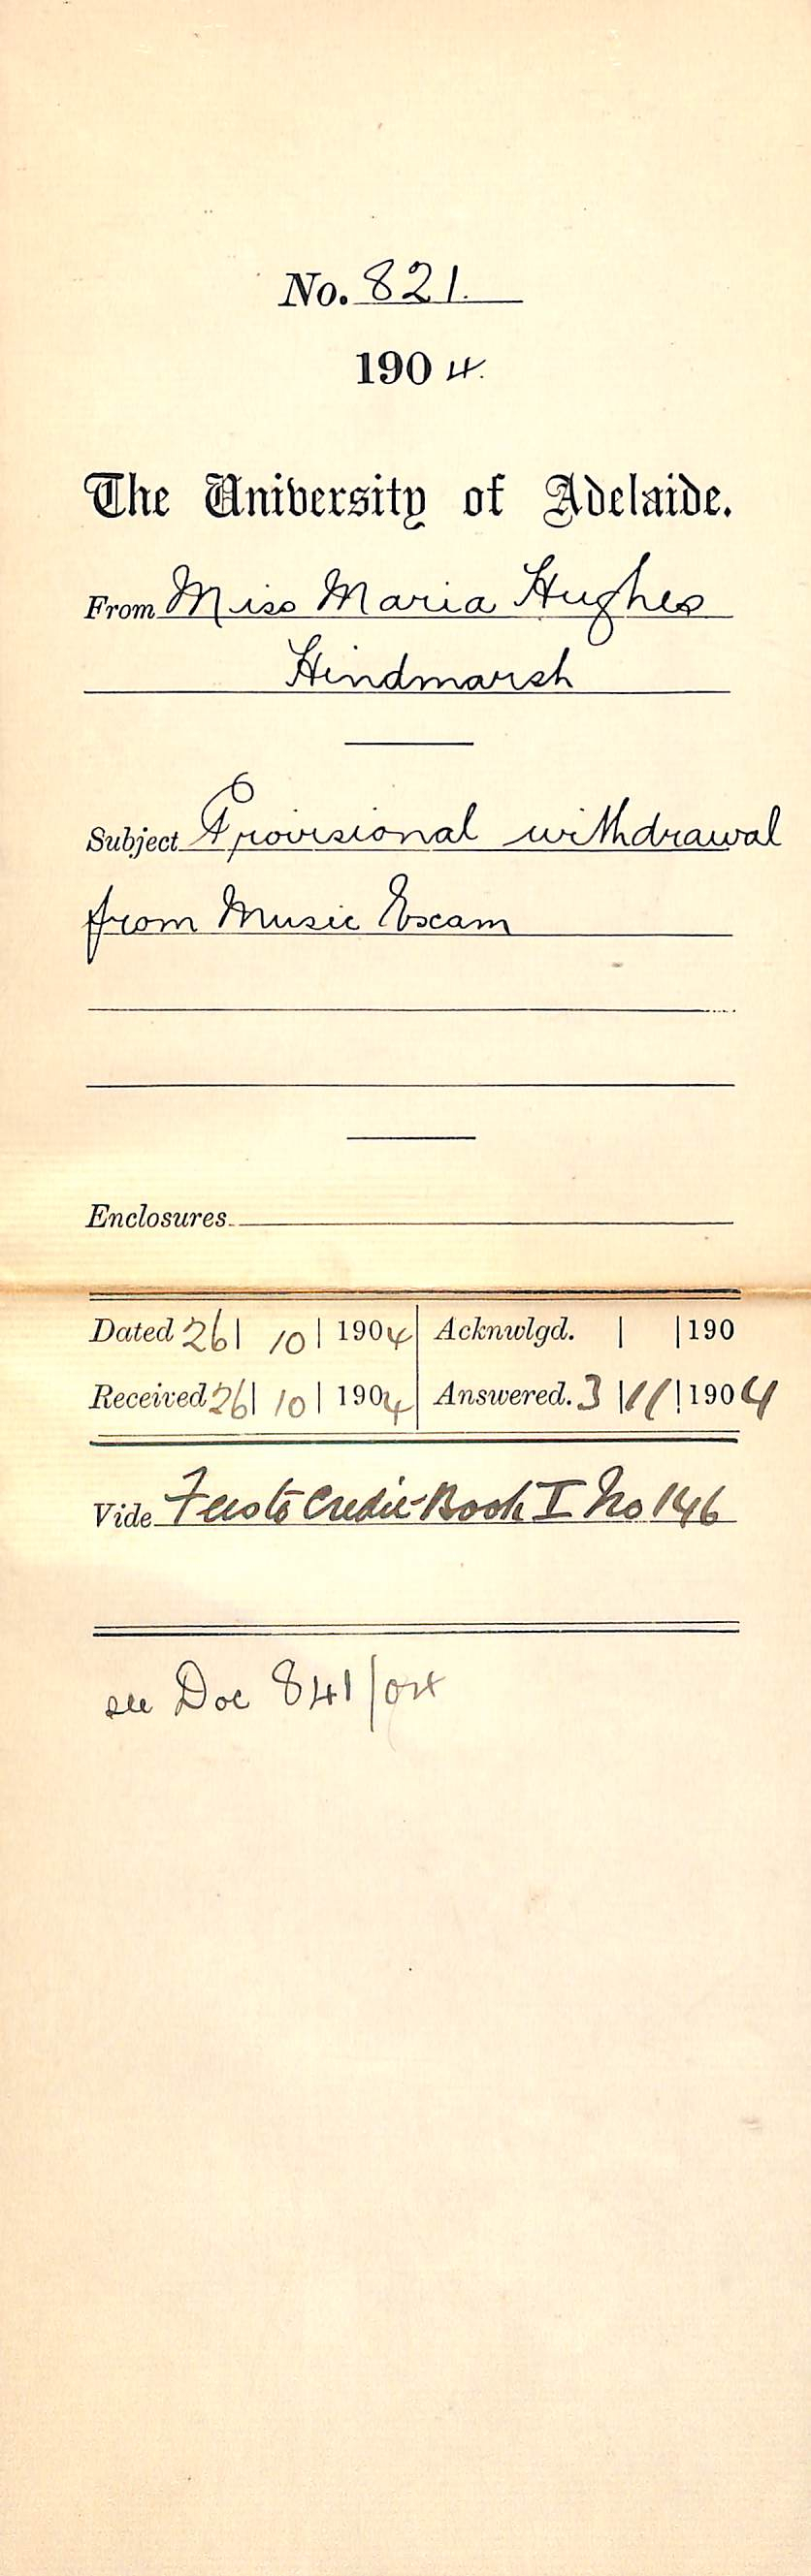 No. 821.
1904.
The University of Adelaide.
From Miss Maria Hughes
Hindmarsh
Subject Provisional withdrawal
from Music Exam
Enclosures
Dated 26 | 10 | 1904 Acknwlgd. | | 190
Received 26 | 10 | 1904 Answered. 3 | 11 | 1904
Vide Fees to Credit Book I No 146
see Doc 841/04